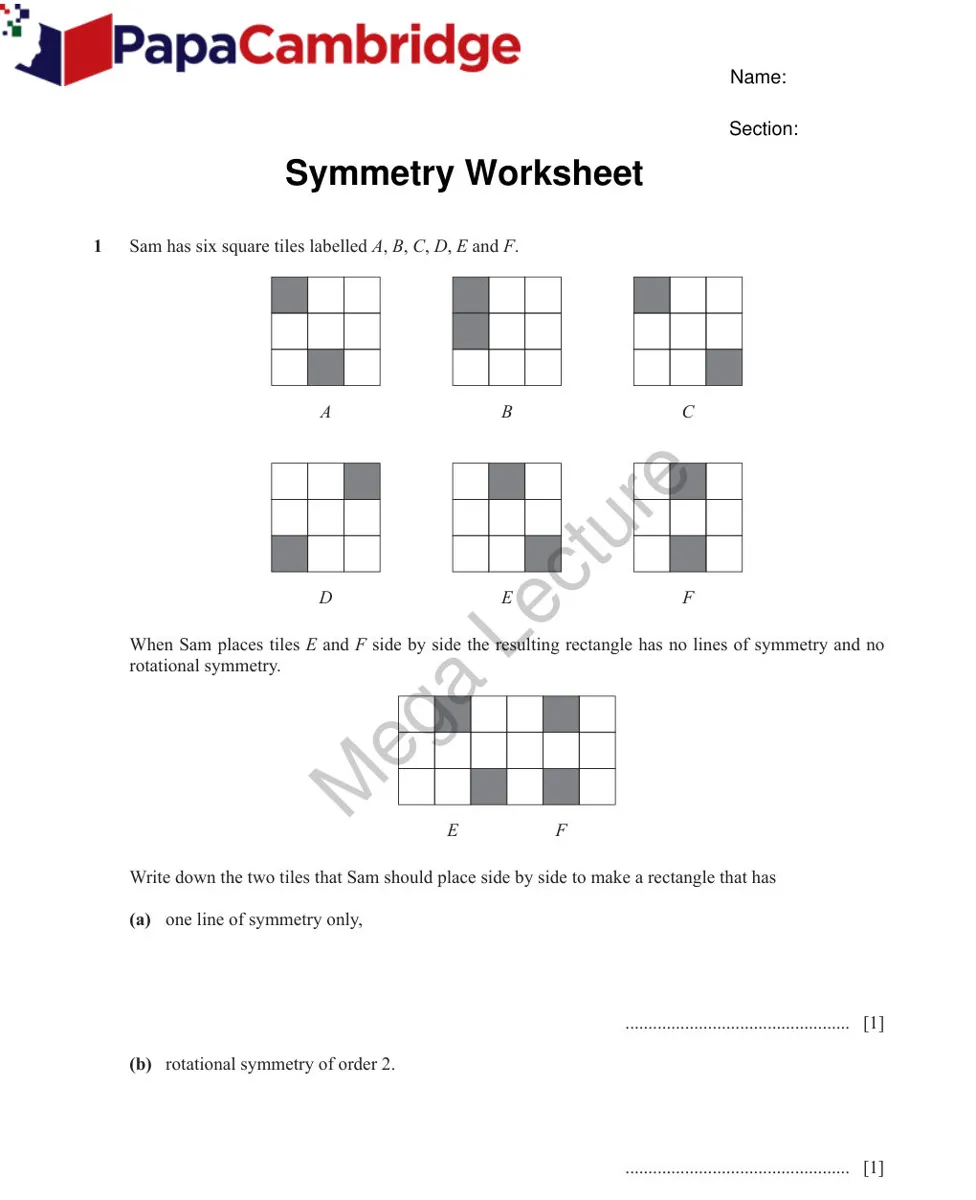 PapaCambridge
Name:
Section:
Symmetry Worksheet
1 Sam has six square tiles labelled A, B, C, D, E and F.
A B C
D E F
When Sam places tiles E and F side by side the resulting rectangle has no lines of symmetry and no
rotational symmetry.
E F
Mega Lecture
Write down the two tiles that Sam should place side by side to make a rectangle that has
(a) one line of symmetry only,
................................................. [1]
(b) rotational symmetry of order 2.
................................................. [1]